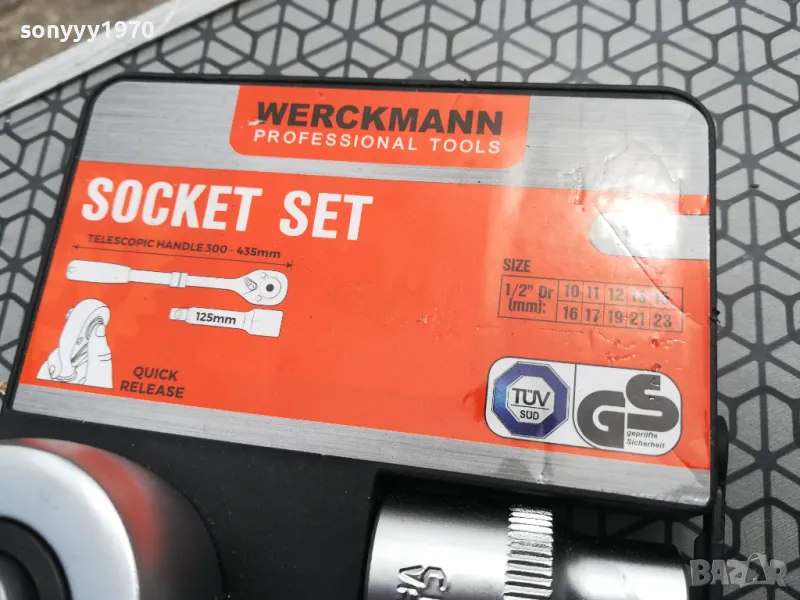 sonyyy1970
WERCKMANN
PROFESSIONAL TOOLS
SOCKET SET
TELESCOPIC HANDLE 300 - 435mm
125mm
QUICK
RELEASE
SIZE
1/2" Dr
(mm):
10 11 12 13 15
16 17 19 21 23
TÜV
SÜD
GS
geprüfte
Sicherheit
BAZAR